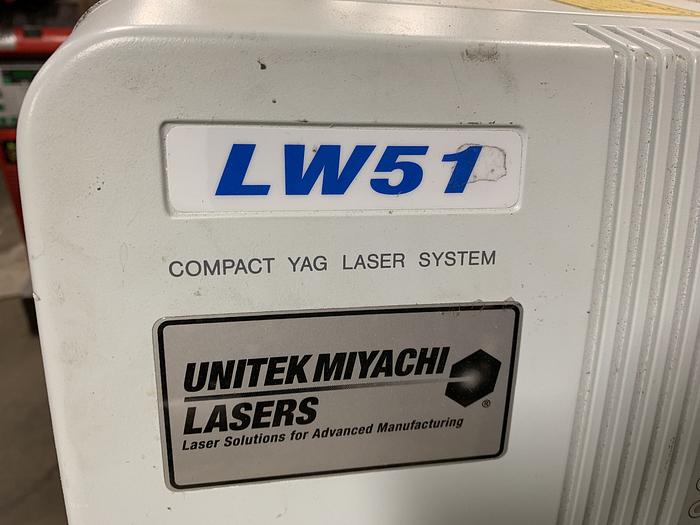 LW51
COMPACT YAG LASER SYSTEM
UNITEK MIYACHI
LASERS
Laser Solutions for Advanced Manufacturing
®